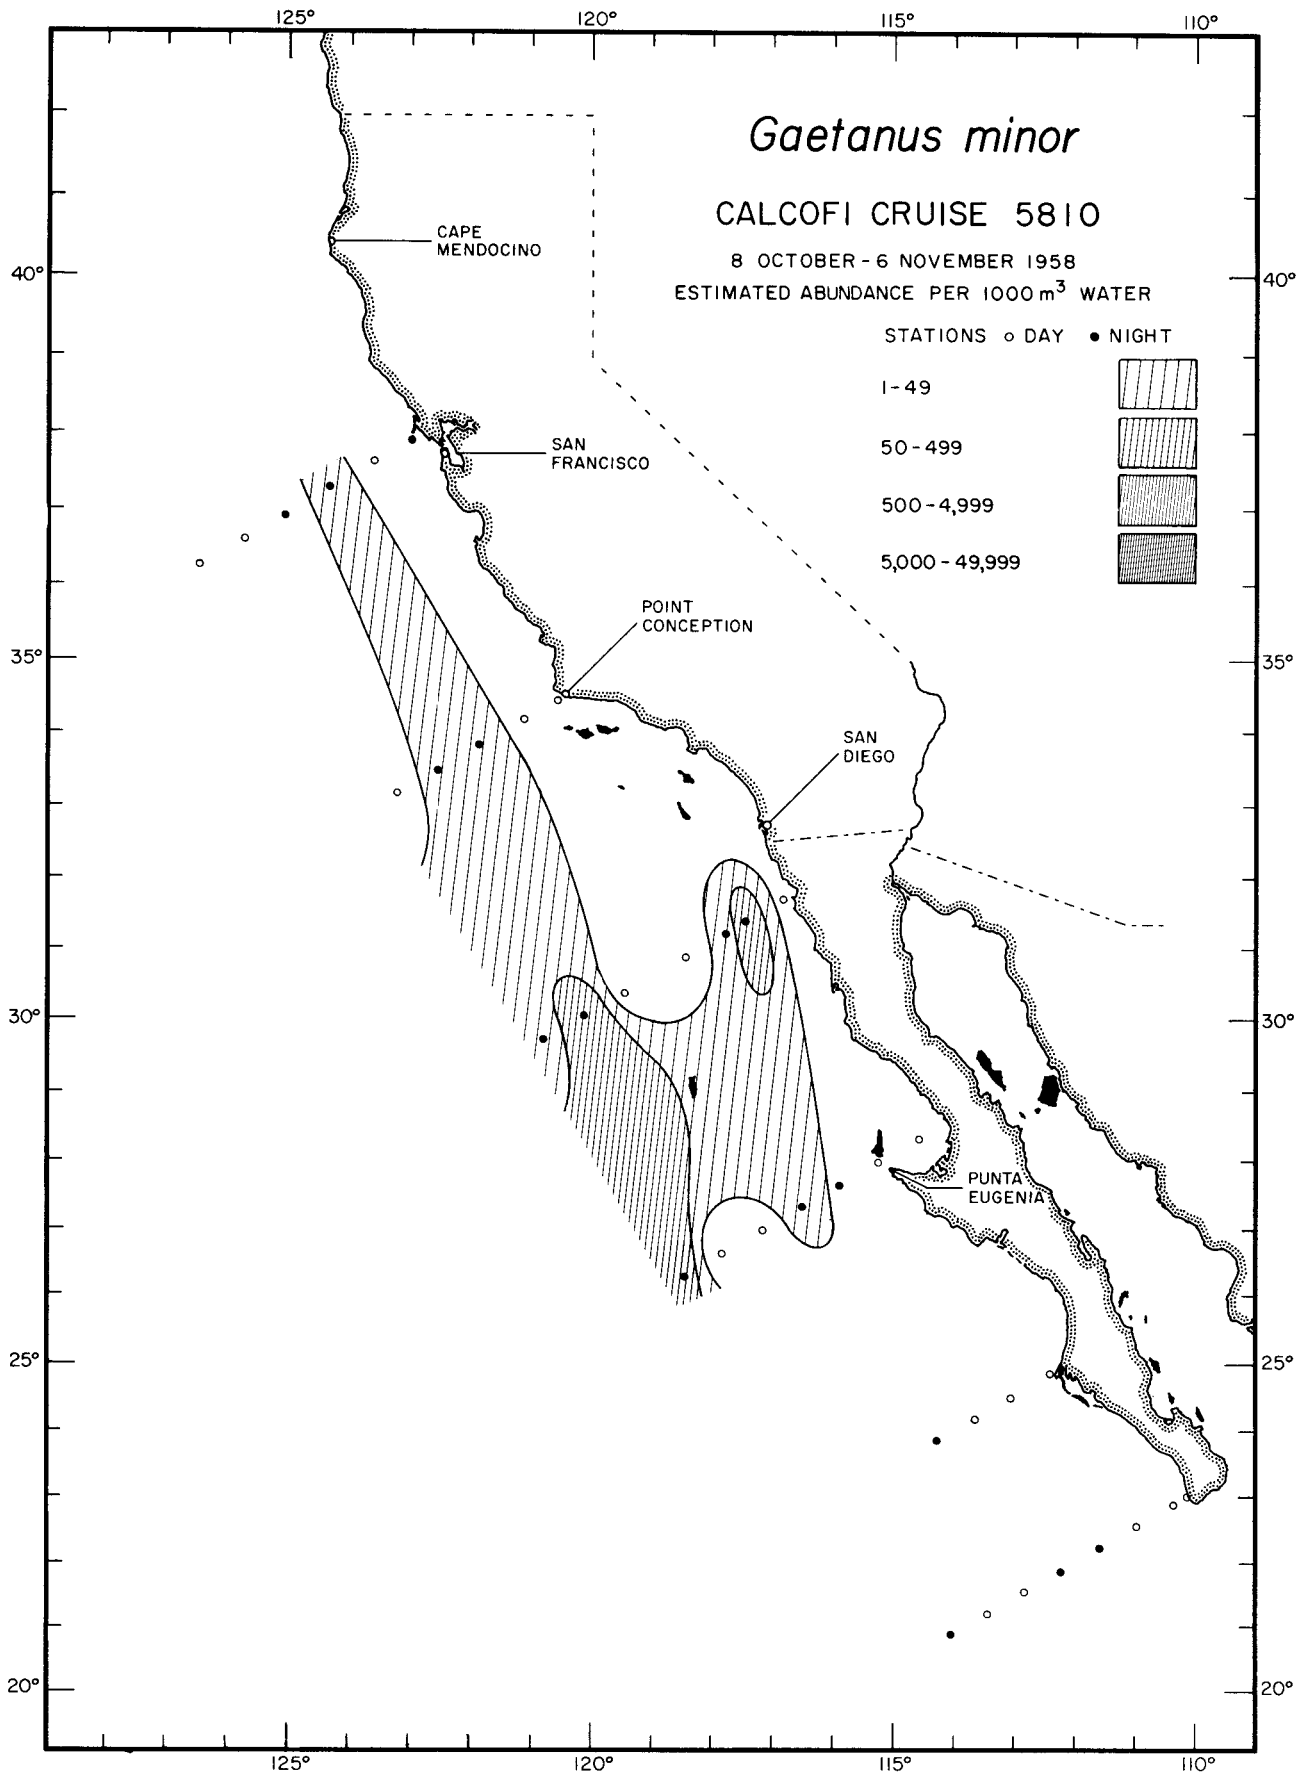 125° 120° 115° 110°
Gaetanus minor
CALCOFI CRUISE 5810
8 OCTOBER - 6 NOVEMBER 1958
ESTIMATED ABUNDANCE PER 1000 m³ WATER
STATIONS ○ DAY ● NIGHT
1-49
50-499
500-4,999
5,000-49,999
CAPE
MENDOCINO
40° 40°
SAN
FRANCISCO
POINT
CONCEPTION
35° 35°
SAN
DIEGO
30° 30°
PUNTA
EUGENIA
25° 25°
20° 20°
125° 120° 115° 110°